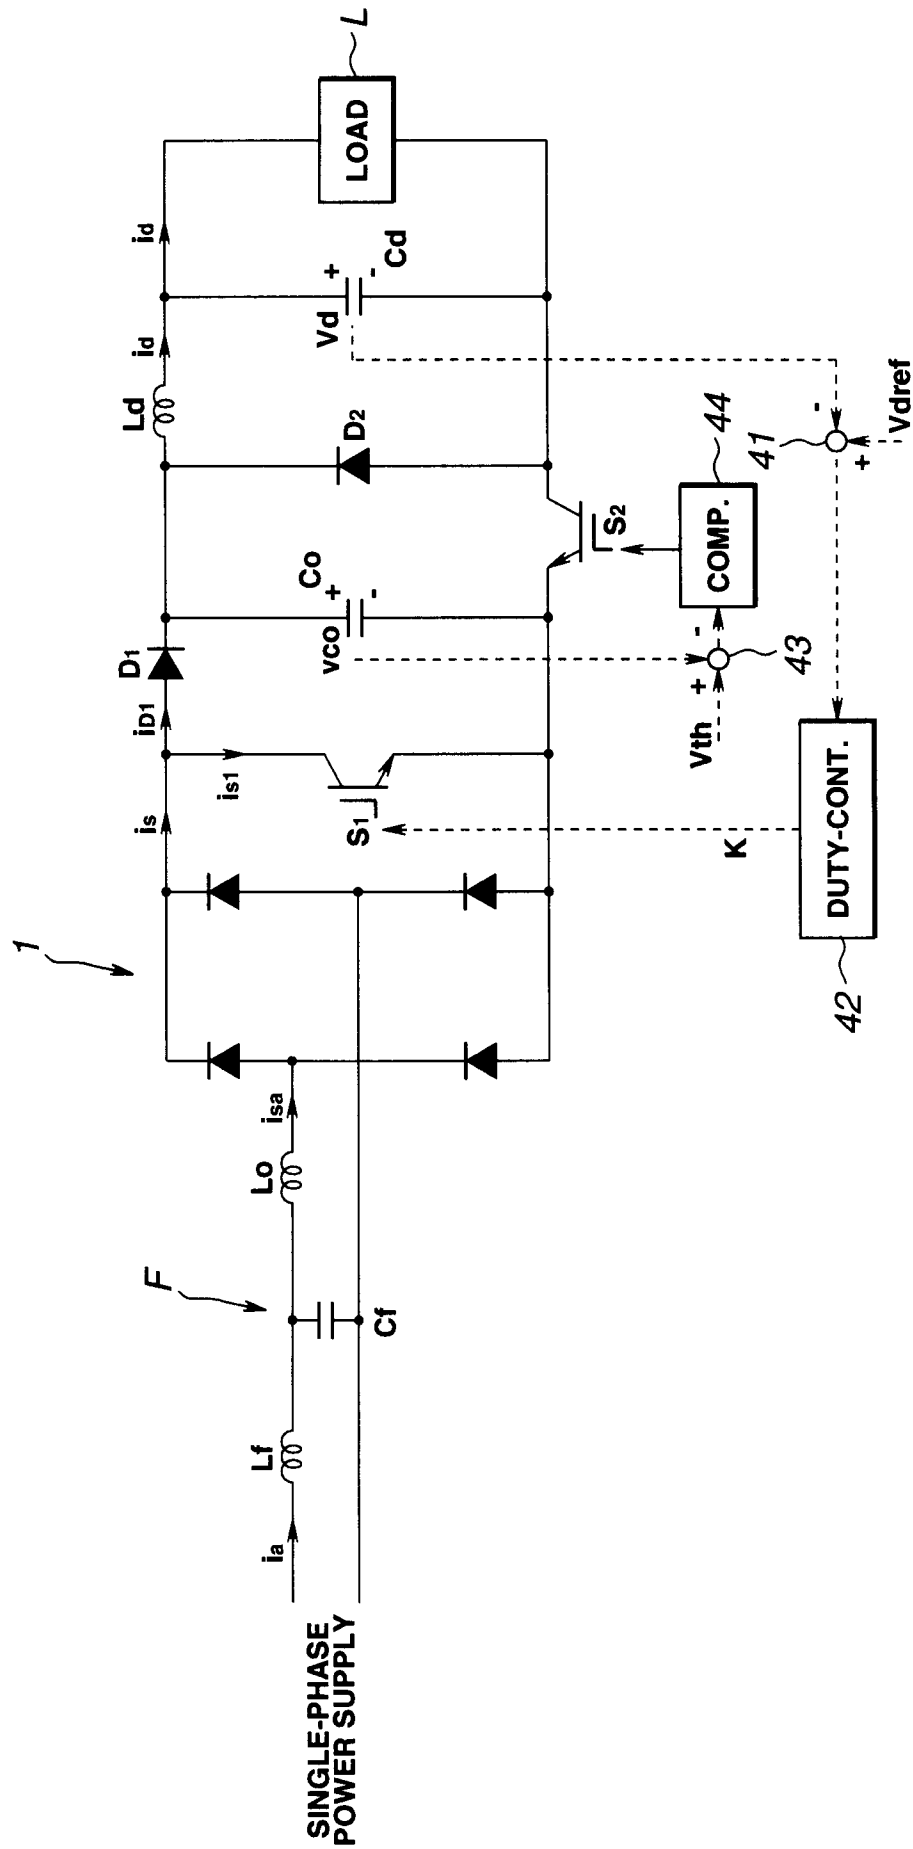 1
F
SINGLE-PHASE
POWER SUPPLY
ia
Lf
Cf
Lo
isa
is
is1
S1
iD1
D1
vco
+
-
Co
D2
S2
Ld
id
Vd
+
-
Cd
id
LOAD
L
K
DUTY-CONT.
42
Vth
+
-
43
COMP.
44
41
-
+
Vdref